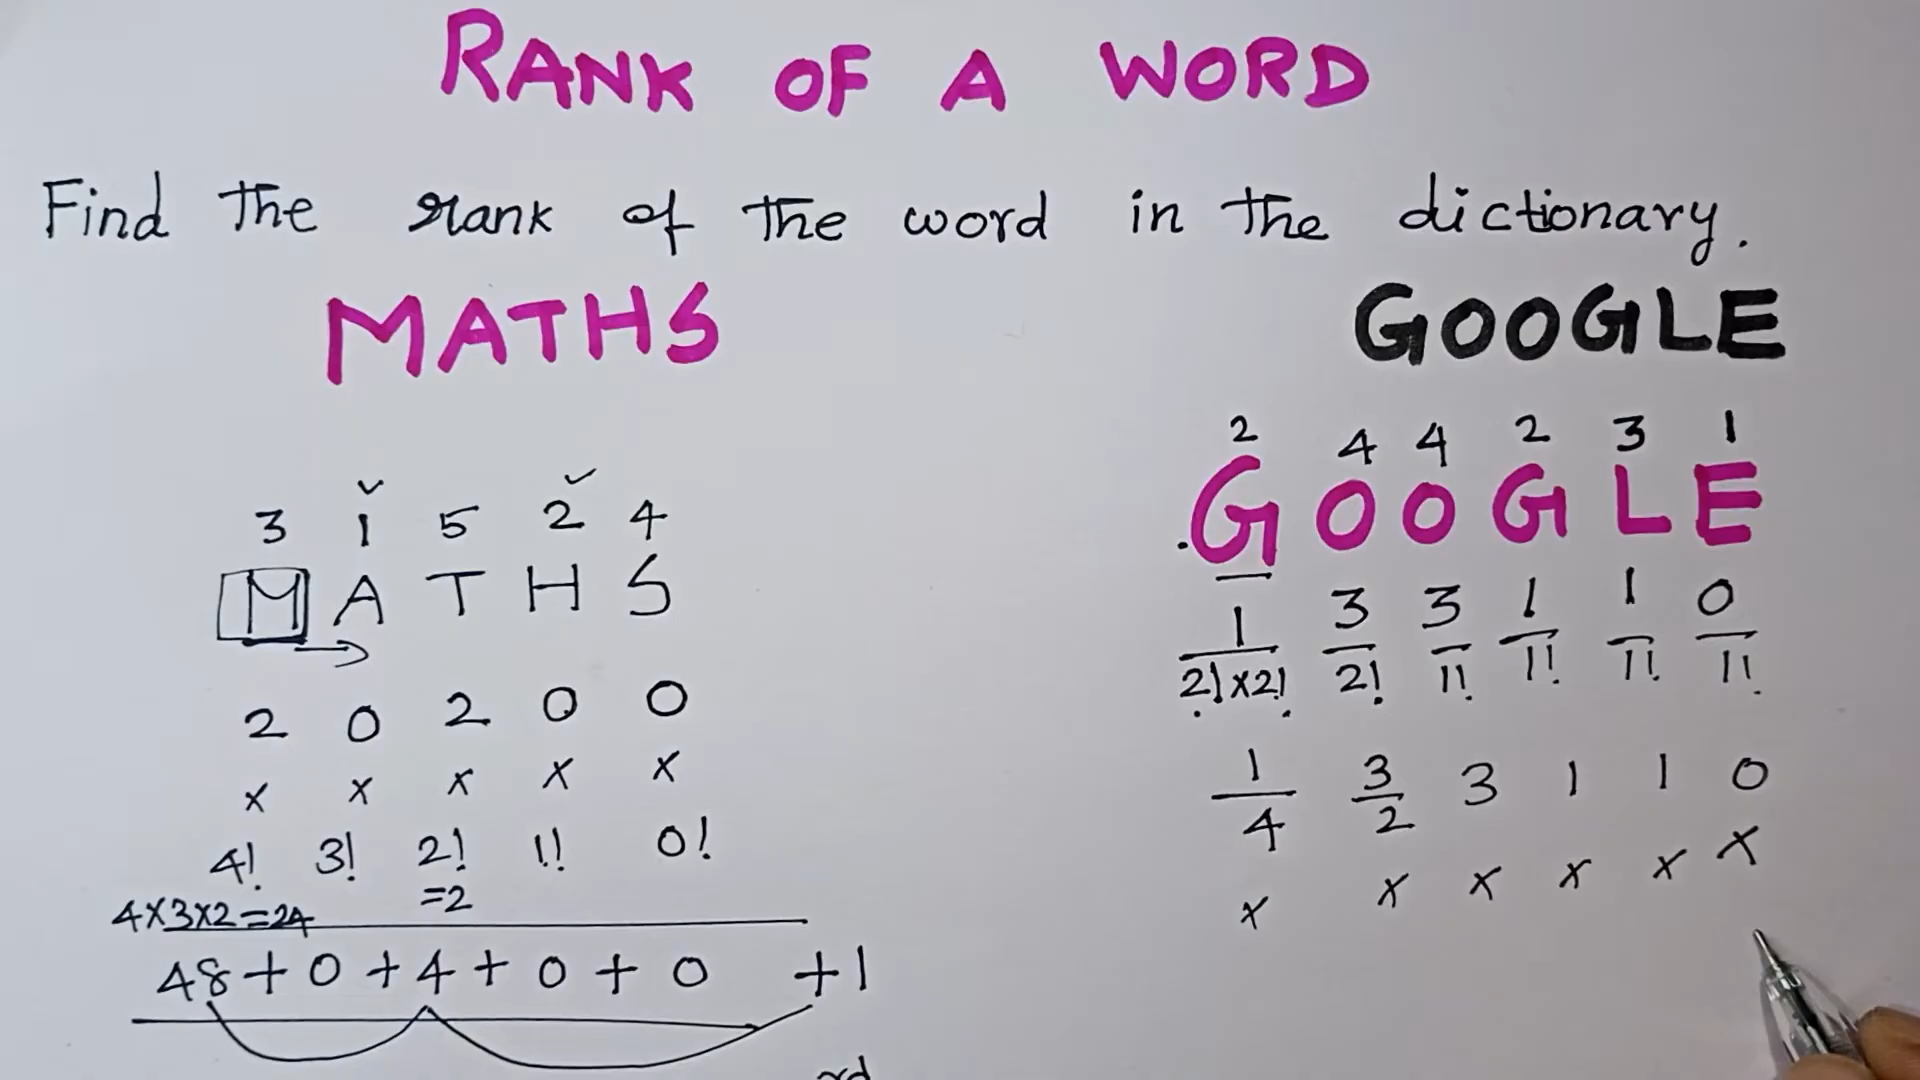 RANK OF A WORD
Find the rank of the word in the dictionary.
MATHS
3 1 5 2 4
M A T H S
2 0 2 0 0
x x x x x
4! 3! 2! 1! 0!
4x3x2=24 =2
48 + 0 + 4 + 0 + 0 + 1
rd
GOOGLE
2 4 4 2 3 1
GOOGLE
1 3 3 1 1 0
2!x2! 2! 1! 1! 1! 1!
1/4 3/2 3 1 1 0
x x x x x x